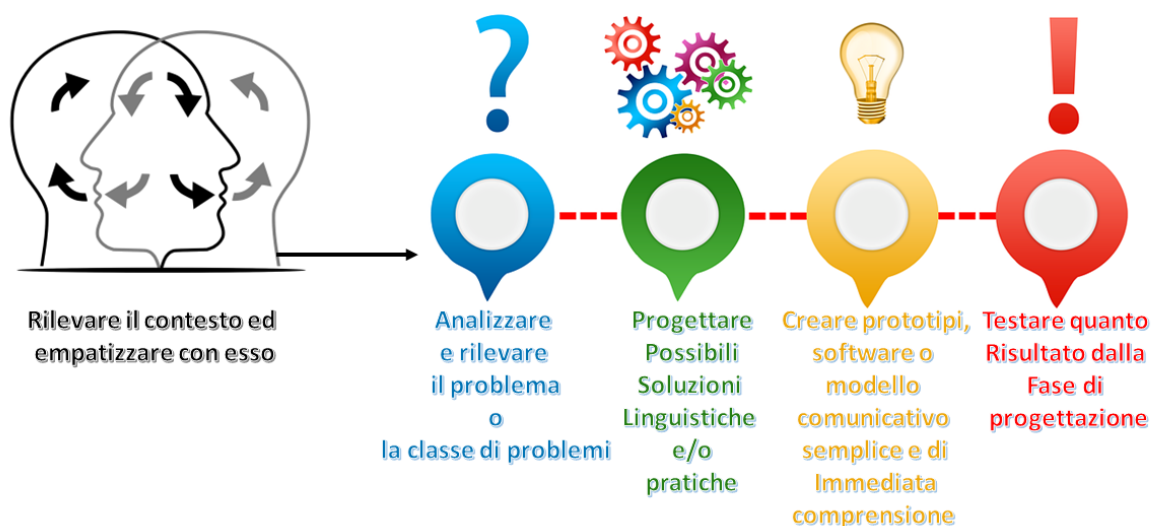 ?
!
Rilevare il contesto ed
empatizzare con esso
Analizzare
e rilevare
il problema
o
la classe di problemi
Progettare
Possibili
Soluzioni
Linguistiche
e/o
pratiche
Creare prototipi,
software o
modello
comunicativo
semplice e di
Immediata
comprensione
Testare quanto
Risultato dalla
Fase di
progettazione